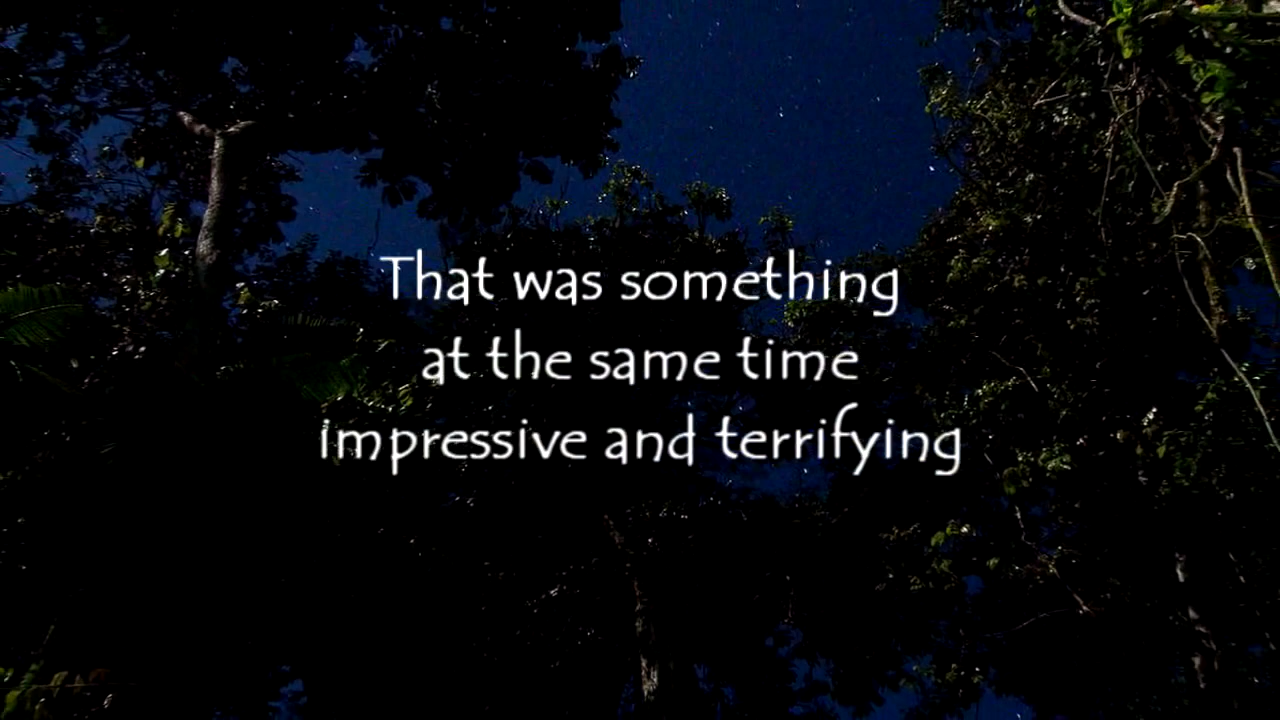 That was something
at the same time
impressive and terrifying